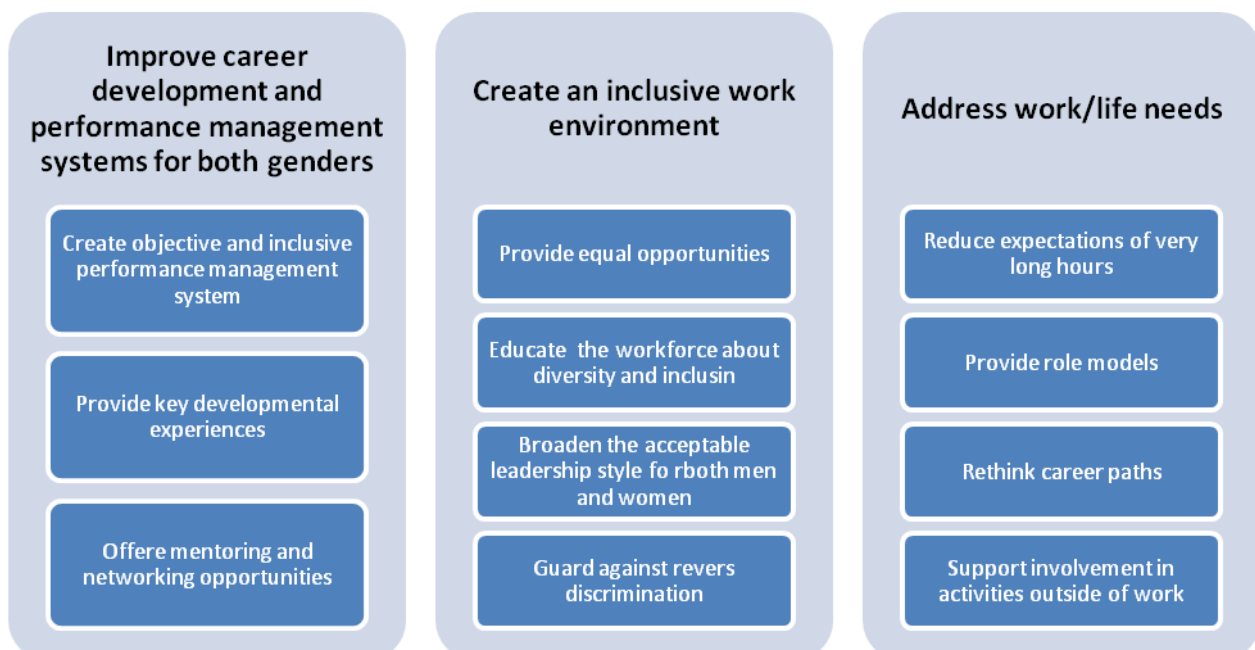 Improve career
development and
performance management
systems for both genders
Create objective and inclusive
performance management
system
Provide key developmental
experiences
Offere mentoring and
networking opportunities
Create an inclusive work
environment
Provide equal opportunities
Educate the workforce about
diversity and inclusin
Broaden the acceptable
leadership style fo rboth men
and women
Guard against revers
discrimination
Address work/life needs
Reduce expectations of very
long hours
Provide role models
Rethink career paths
Support involvement in
activities outside of work